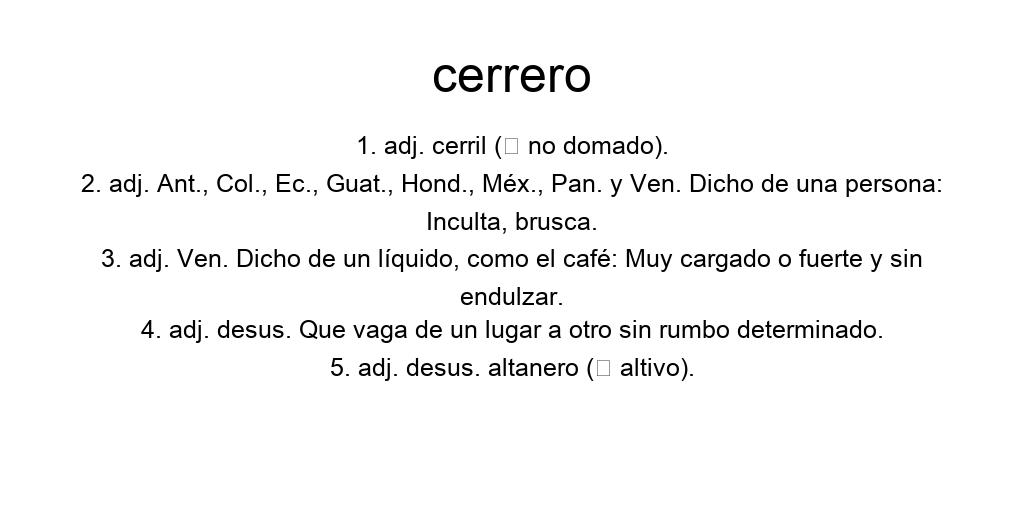 cerrero
1. adj. cerril (□ no domado).
2. adj. Ant., Col., Ec., Guat., Hond., Méx., Pan. y Ven. Dicho de una persona:
Inculta, brusca.
3. adj. Ven. Dicho de un líquido, como el café: Muy cargado o fuerte y sin
endulzar.
4. adj. desus. Que vaga de un lugar a otro sin rumbo determinado.
5. adj. desus. altanero (□ altivo).